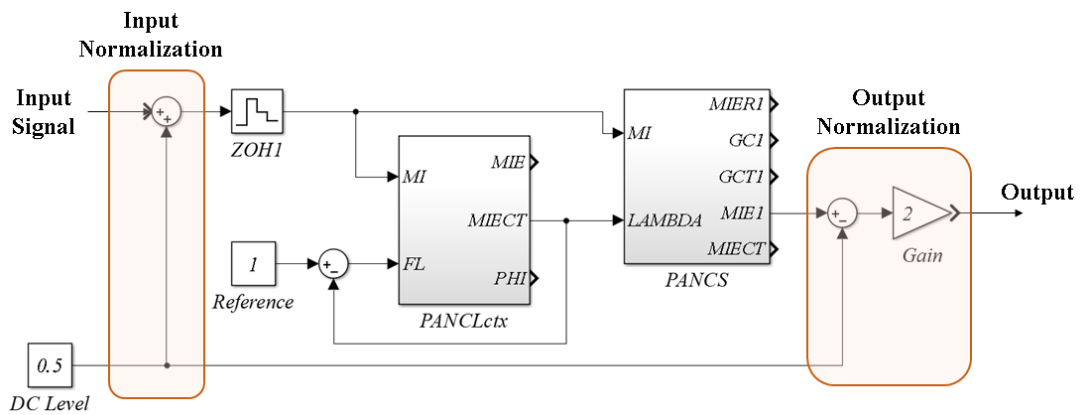 Input
Normalization
Input
Signal
+
+
ZOH1
MI
MIE
MIECT
FL
PHI
PANCLctx
1
Reference
+
-
0.5
DC Level
MI
LAMBDA
MIER1
GC1
GCT1
MIE1
MIECT
PANCS
Output
Normalization
+
-
2
Gain
Output